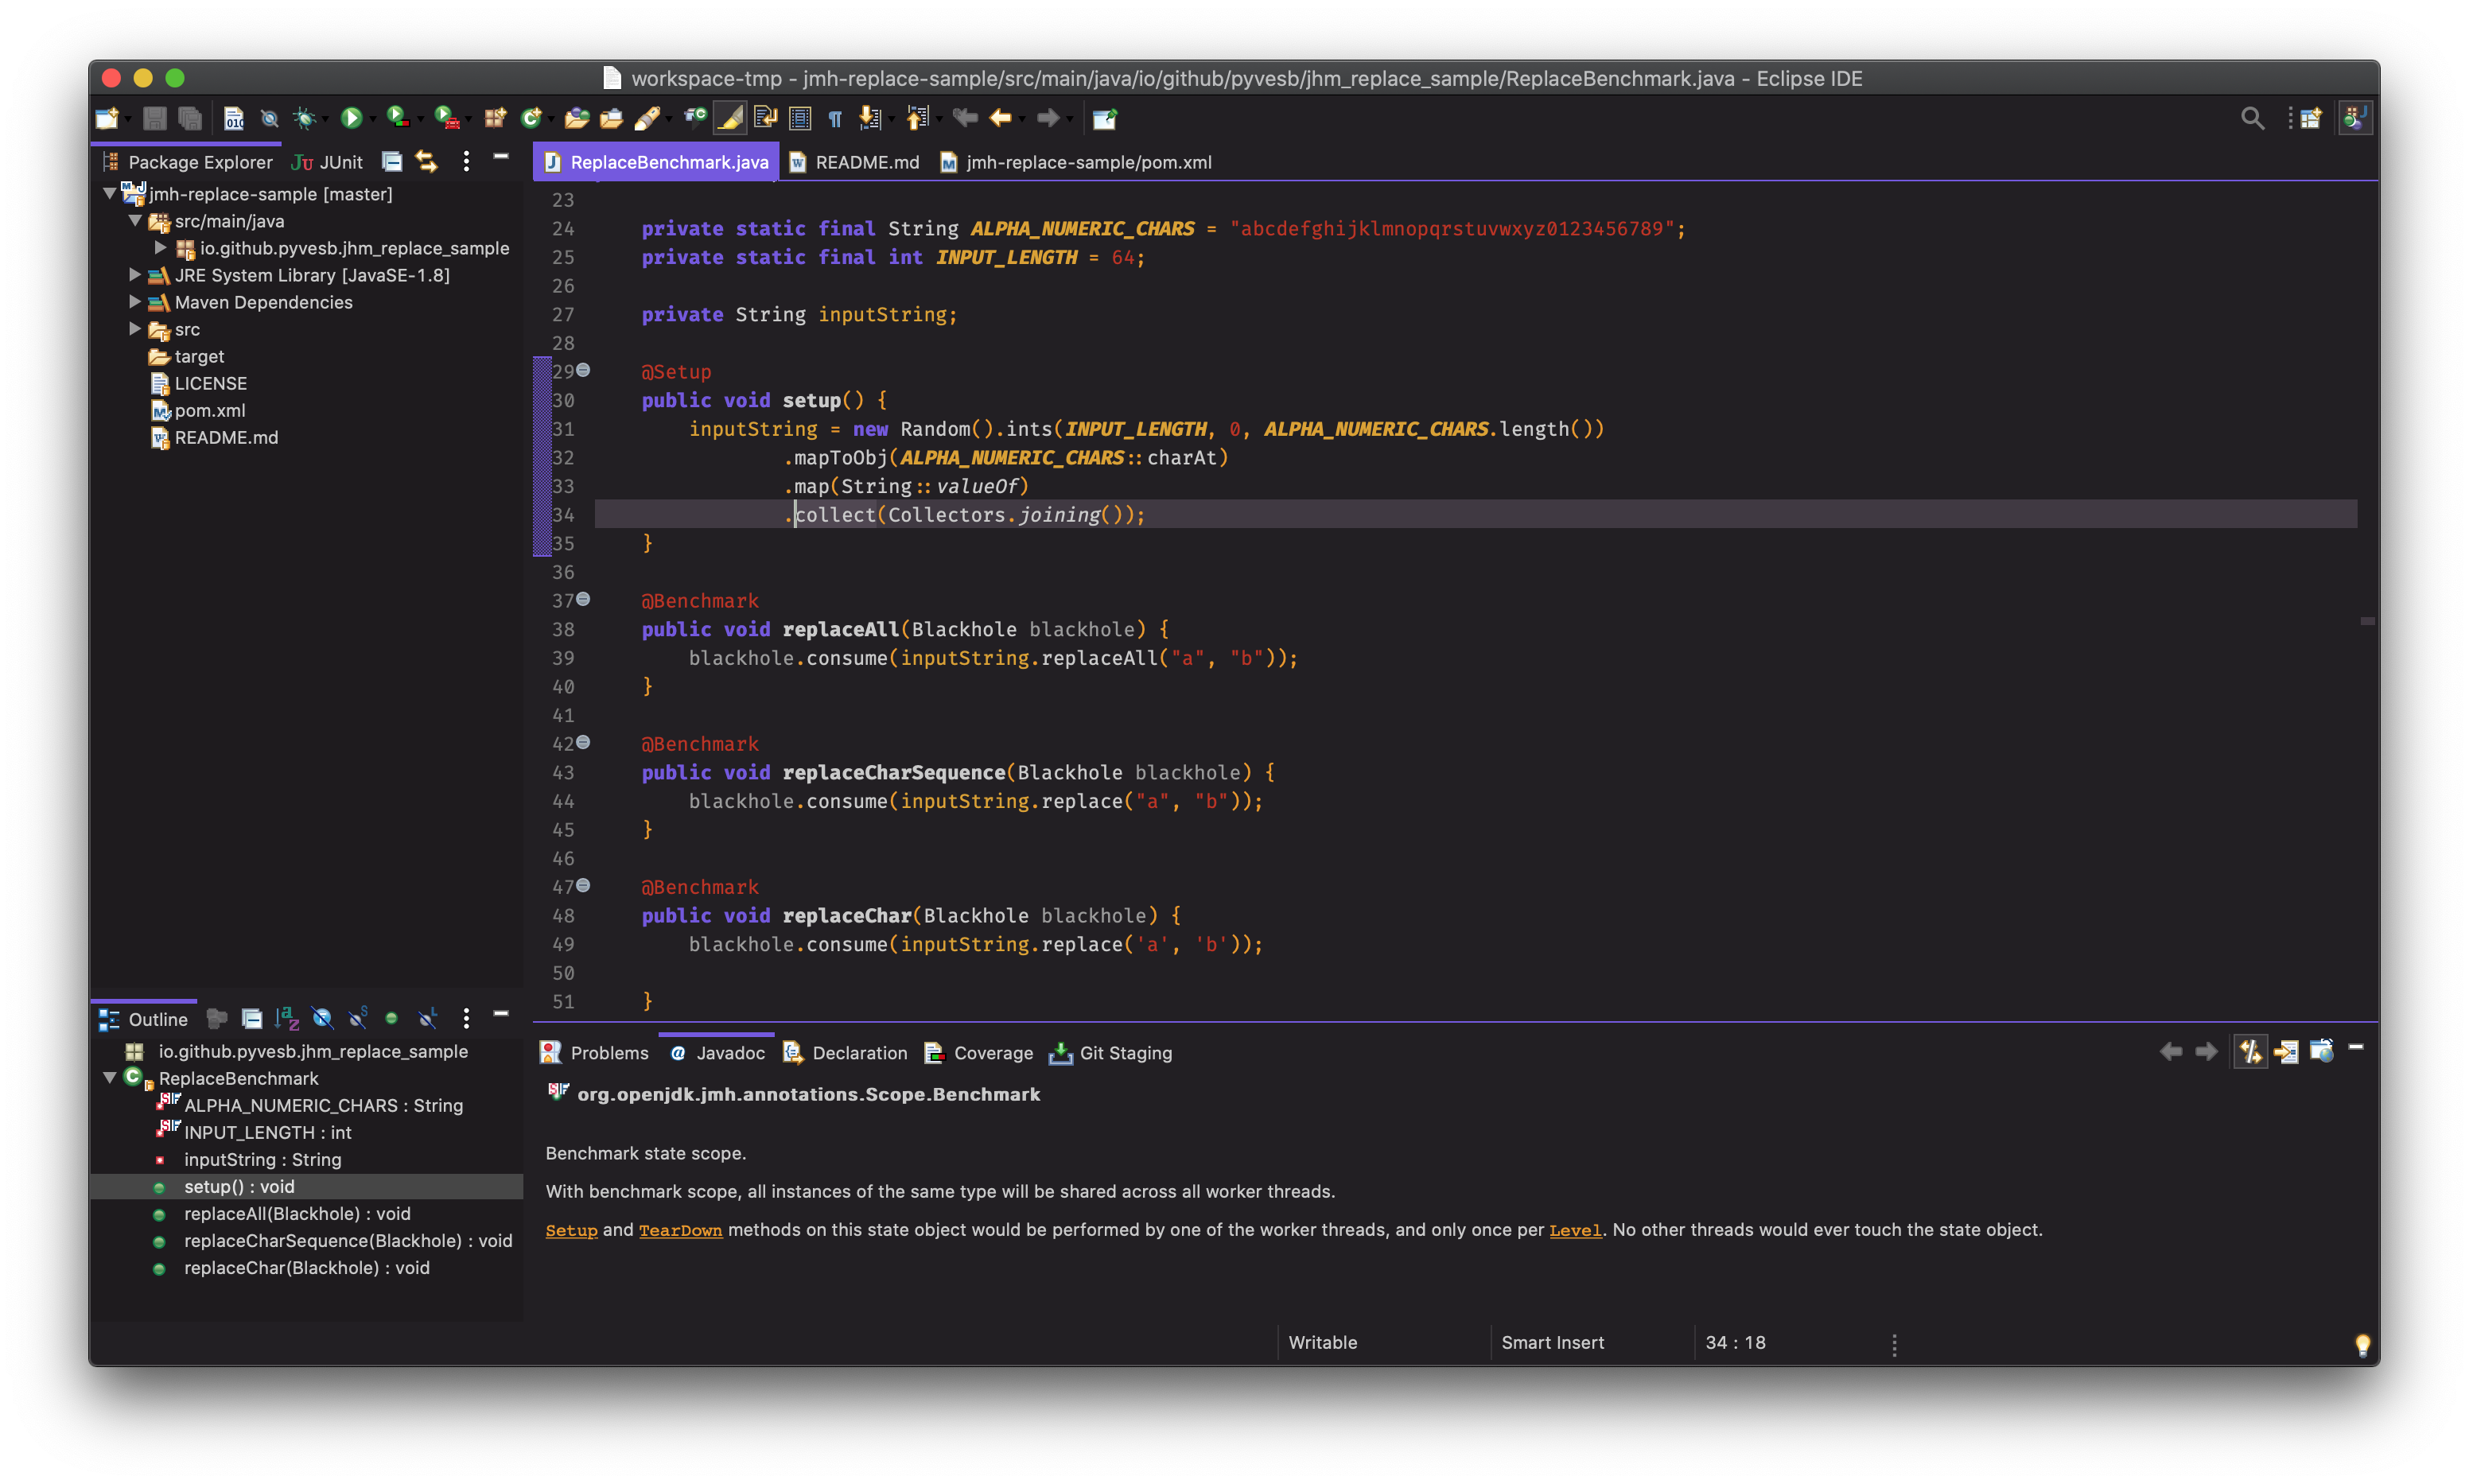 workspace-tmp - jmh-replace-sample/src/main/java/io/github/pyvesb/jhm_replace_sample/ReplaceBenchmark.java - Eclipse IDE
Package Explorer
JUnit
jmh-replace-sample [master]
src/main/java
io.github.pyvesb.jhm_replace_sample
JRE System Library [JavaSE-1.8]
Maven Dependencies
src
target
LICENSE
pom.xml
README.md
ReplaceBenchmark.java
README.md
jmh-replace-sample/pom.xml
23
24 private static final String ALPHA_NUMERIC_CHARS = "abcdefghijklmnopqrstuvwxyz0123456789";
25 private static final int INPUT_LENGTH = 64;
26
27 private String inputString;
28
29 @Setup
30 public void setup() {
31 inputString = new Random().ints(INPUT_LENGTH, 0, ALPHA_NUMERIC_CHARS.length())
32 .mapToObj(ALPHA_NUMERIC_CHARS::charAt)
33 .map(String::valueOf)
34 .collect(Collectors.joining());
35 }
36
37 @Benchmark
38 public void replaceAll(Blackhole blackhole) {
39 blackhole.consume(inputString.replaceAll("a", "b"));
40 }
41
42 @Benchmark
43 public void replaceCharSequence(Blackhole blackhole) {
44 blackhole.consume(inputString.replace("a", "b"));
45 }
46
47 @Benchmark
48 public void replaceChar(Blackhole blackhole) {
49 blackhole.consume(inputString.replace('a', 'b'));
50
51 }
Outline
io.github.pyvesb.jhm_replace_sample
ReplaceBenchmark
ALPHA_NUMERIC_CHARS : String
INPUT_LENGTH : int
inputString : String
setup() : void
replaceAll(Blackhole) : void
replaceCharSequence(Blackhole) : void
replaceChar(Blackhole) : void
Problems
Javadoc
Declaration
Coverage
Git Staging
org.openjdk.jmh.annotations.Scope.Benchmark
Benchmark state scope.
With benchmark scope, all instances of the same type will be shared across all worker threads.
Setup and TearDown methods on this state object would be performed by one of the worker threads, and only once per Level. No other threads would ever touch the state object.
Writable
Smart Insert
34 : 18